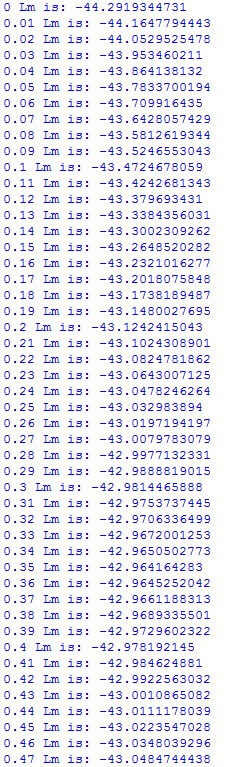 0 Lm is: -44.2919344731
0.01 Lm is: -44.1647794443
0.02 Lm is: -44.0529525478
0.03 Lm is: -43.953460211
0.04 Lm is: -43.864138132
0.05 Lm is: -43.7833700194
0.06 Lm is: -43.709916435
0.07 Lm is: -43.6428057429
0.08 Lm is: -43.5812619344
0.09 Lm is: -43.5246553043
0.1 Lm is: -43.4724678059
0.11 Lm is: -43.4242681343
0.12 Lm is: -43.379693431
0.13 Lm is: -43.3384356031
0.14 Lm is: -43.3002309262
0.15 Lm is: -43.2648520282
0.16 Lm is: -43.2321016277
0.17 Lm is: -43.2018075848
0.18 Lm is: -43.1738189487
0.19 Lm is: -43.1480027695
0.2 Lm is: -43.1242415043
0.21 Lm is: -43.1024308901
0.22 Lm is: -43.0824781862
0.23 Lm is: -43.0643007125
0.24 Lm is: -43.0478246264
0.25 Lm is: -43.032983894
0.26 Lm is: -43.0197194197
0.27 Lm is: -43.0079783079
0.28 Lm is: -42.9977132331
0.29 Lm is: -42.9888819015
0.3 Lm is: -42.9814465888
0.31 Lm is: -42.9753737445
0.32 Lm is: -42.9706336499
0.33 Lm is: -42.9672001253
0.34 Lm is: -42.9650502773
0.35 Lm is: -42.964164283
0.36 Lm is: -42.9645252042
0.37 Lm is: -42.9661188313
0.38 Lm is: -42.9689335501
0.39 Lm is: -42.9729602322
0.4 Lm is: -42.978192145
0.41 Lm is: -42.984624881
0.42 Lm is: -42.9922563032
0.43 Lm is: -43.0010865082
0.44 Lm is: -43.0111178039
0.45 Lm is: -43.0223547028
0.46 Lm is: -43.0348039296
0.47 Lm is: -43.0484744438